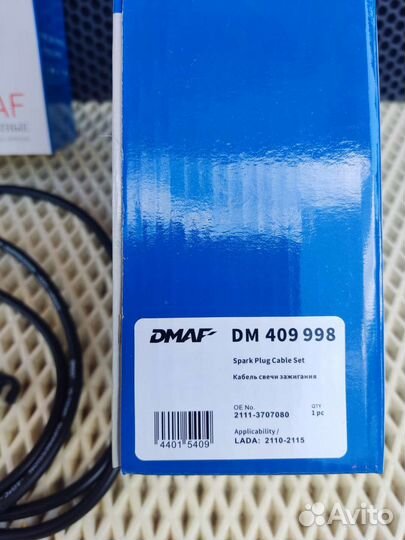 AF
DMAF
DM 409 998
Spark Plug Cable Set
Кабель свечи зажигания
OE No.
2111-3707080
QTY
1 pc
4401 5409
Applicability /
LADA: 2110-2115
Avito